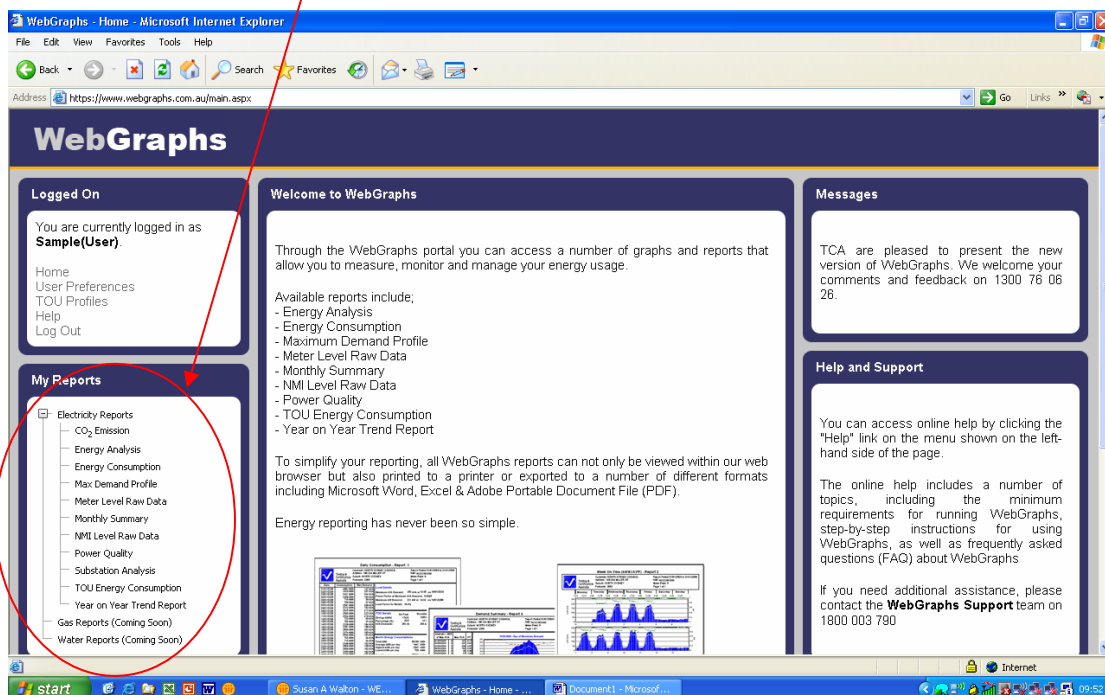 WebGraphs - Home - Microsoft Internet Explorer
File Edit View Favorites Tools Help
Back Search Favorites
Address https://www.webgraphs.com.au/main.aspx Go Links »
WebGraphs
Logged On
You are currently logged in as
Sample(User).
Home
User Preferences
TOU Profiles
Help
Log Out
My Reports
Electricity Reports
CO2 Emission
Energy Analysis
Energy Consumption
Max Demand Profile
Meter Level Raw Data
Monthly Summary
NMI Level Raw Data
Power Quality
Substation Analysis
TOU Energy Consumption
Year on Year Trend Report
Gas Reports (Coming Soon)
Water Reports (Coming Soon)
Welcome to WebGraphs
Through the WebGraphs portal you can access a number of graphs and reports that
allow you to measure, monitor and manage your energy usage.
Available reports include;
- Energy Analysis
- Energy Consumption
- Maximum Demand Profile
- Meter Level Raw Data
- Monthly Summary
- NMI Level Raw Data
- Power Quality
- TOU Energy Consumption
- Year on Year Trend Report
To simplify your reporting, all WebGraphs reports can not only be viewed within our web
browser but also printed to a printer or exported to a number of different formats
including Microsoft Word, Excel & Adobe Portable Document File (PDF).
Energy reporting has never been so simple.
Daily Consumption - Report 1
Demand Summary - Report 4
Messages
TCA are pleased to present the new
version of WebGraphs. We welcome your
comments and feedback on 1300 76 06
26.
Help and Support
You can access online help by clicking the
"Help" link on the menu shown on the left-
hand side of the page.
The online help includes a number of
topics, including the minimum
requirements for running WebGraphs,
step-by-step instructions for using
WebGraphs, as well as frequently asked
questions (FAQ) about WebGraphs
If you need additional assistance, please
contact the WebGraphs Support team on
1800 003 790
Internet
start Susan A Walton - WE... WebGraphs - Home - ... Document1 - Microsof... 09:52